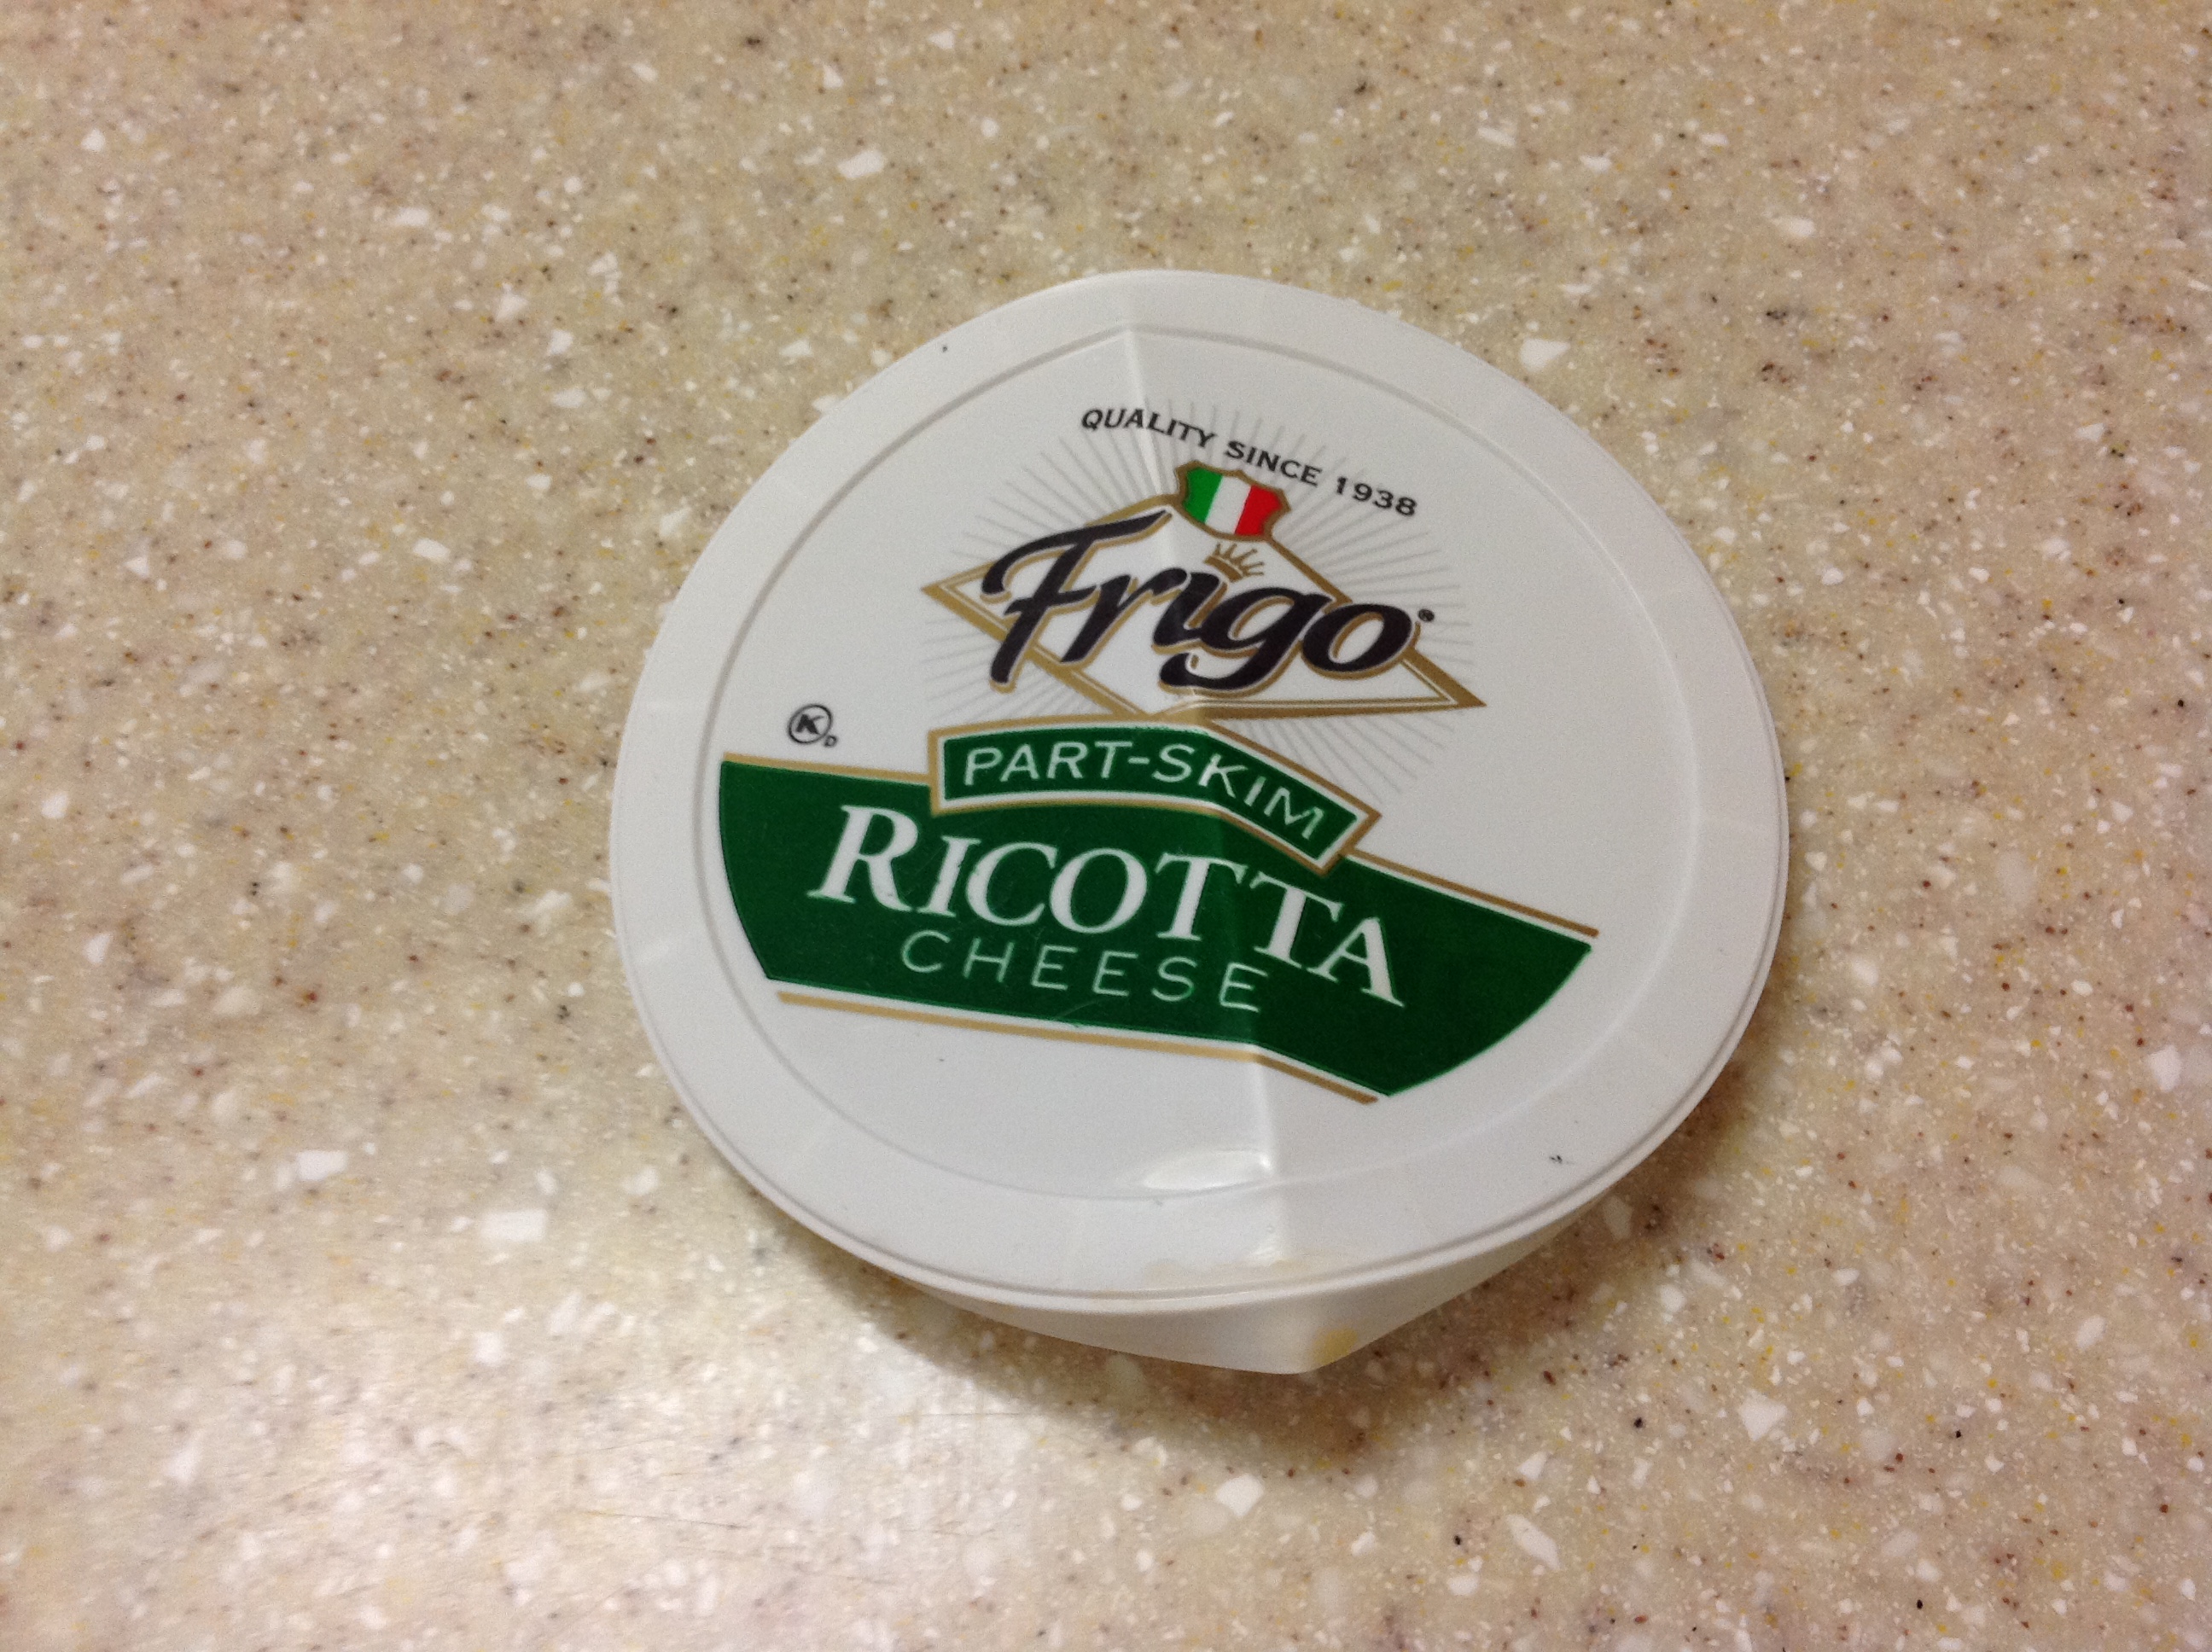 QUALITY SINCE 1938
Frigo®
K D
PART-SKIM
RICOTTA
CHEESE